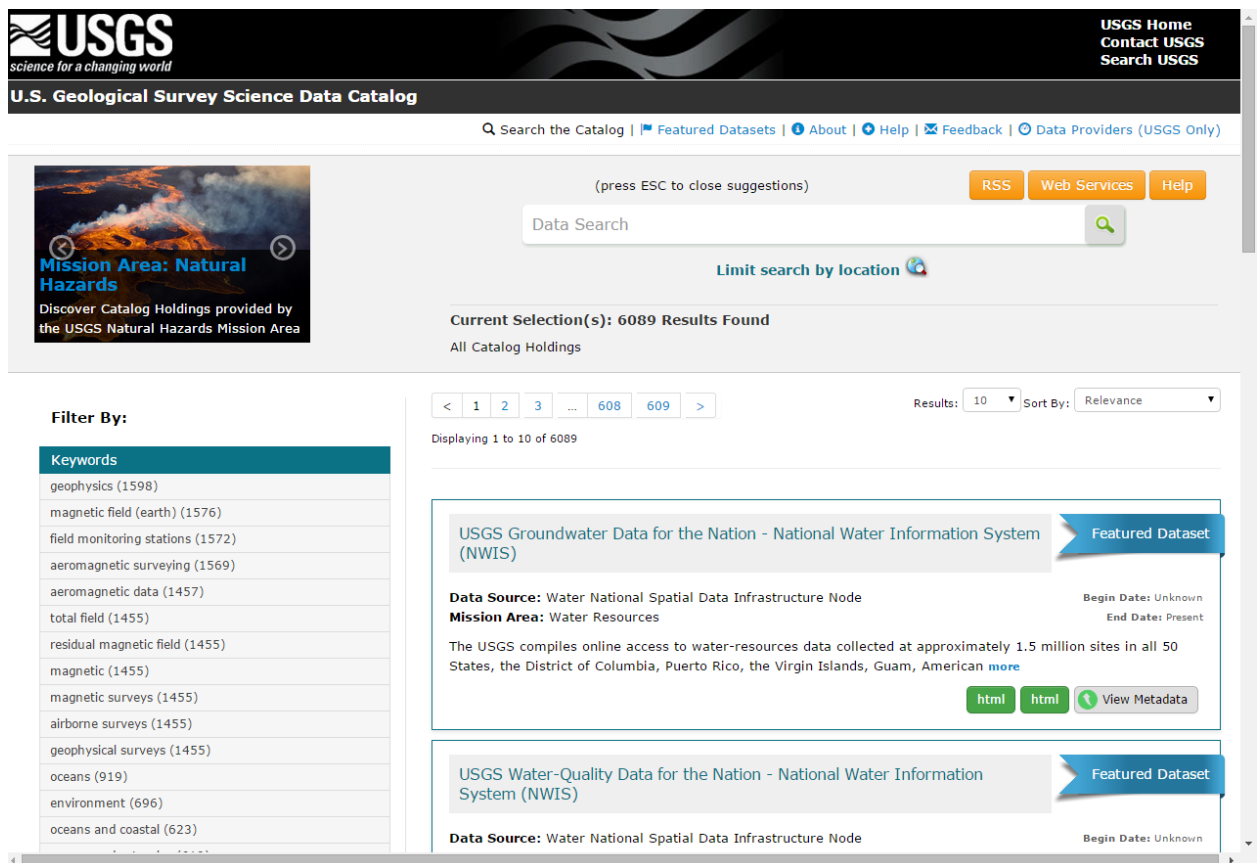 USGS
science for a changing world
USGS Home
Contact USGS
Search USGS
U.S. Geological Survey Science Data Catalog
Search the Catalog | Featured Datasets | About | Help | Feedback | Data Providers (USGS Only)
Mission Area: Natural
Hazards
Discover Catalog Holdings provided by
the USGS Natural Hazards Mission Area
(press ESC to close suggestions)
RSS
Web Services
Help
Data Search
Limit search by location
Current Selection(s): 6089 Results Found
All Catalog Holdings
Filter By:
Keywords
geophysics (1598)
magnetic field (earth) (1576)
field monitoring stations (1572)
aeromagnetic surveying (1569)
aeromagnetic data (1457)
total field (1455)
residual magnetic field (1455)
magnetic (1455)
magnetic surveys (1455)
airborne surveys (1455)
geophysical surveys (1455)
oceans (919)
environment (696)
oceans and coastal (623)
< 1 2 3 ... 608 609 >
Results: 10 Sort By: Relevance
Displaying 1 to 10 of 6089
USGS Groundwater Data for the Nation - National Water Information System
(NWIS)
Featured Dataset
Data Source: Water National Spatial Data Infrastructure Node
Begin Date: Unknown
Mission Area: Water Resources
End Date: Present
The USGS compiles online access to water-resources data collected at approximately 1.5 million sites in all 50
States, the District of Columbia, Puerto Rico, the Virgin Islands, Guam, American more
html
html
View Metadata
USGS Water-Quality Data for the Nation - National Water Information
System (NWIS)
Featured Dataset
Data Source: Water National Spatial Data Infrastructure Node
Begin Date: Unknown